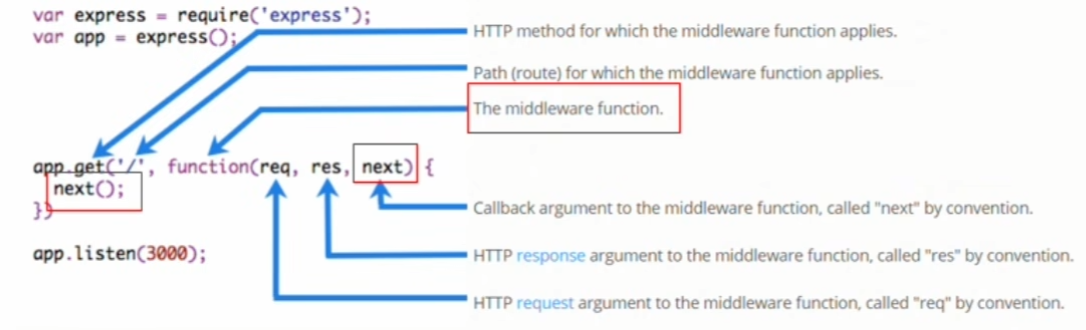 var express = require('express');
var app = express();
HTTP method for which the middleware function applies.
Path (route) for which the middleware function applies.
The middleware function.
app.get('/', function(req, res, next) {
next();
})
Callback argument to the middleware function, called "next" by convention.
app.listen(3000);
HTTP response argument to the middleware function, called "res" by convention.
HTTP request argument to the middleware function, called "req" by convention.